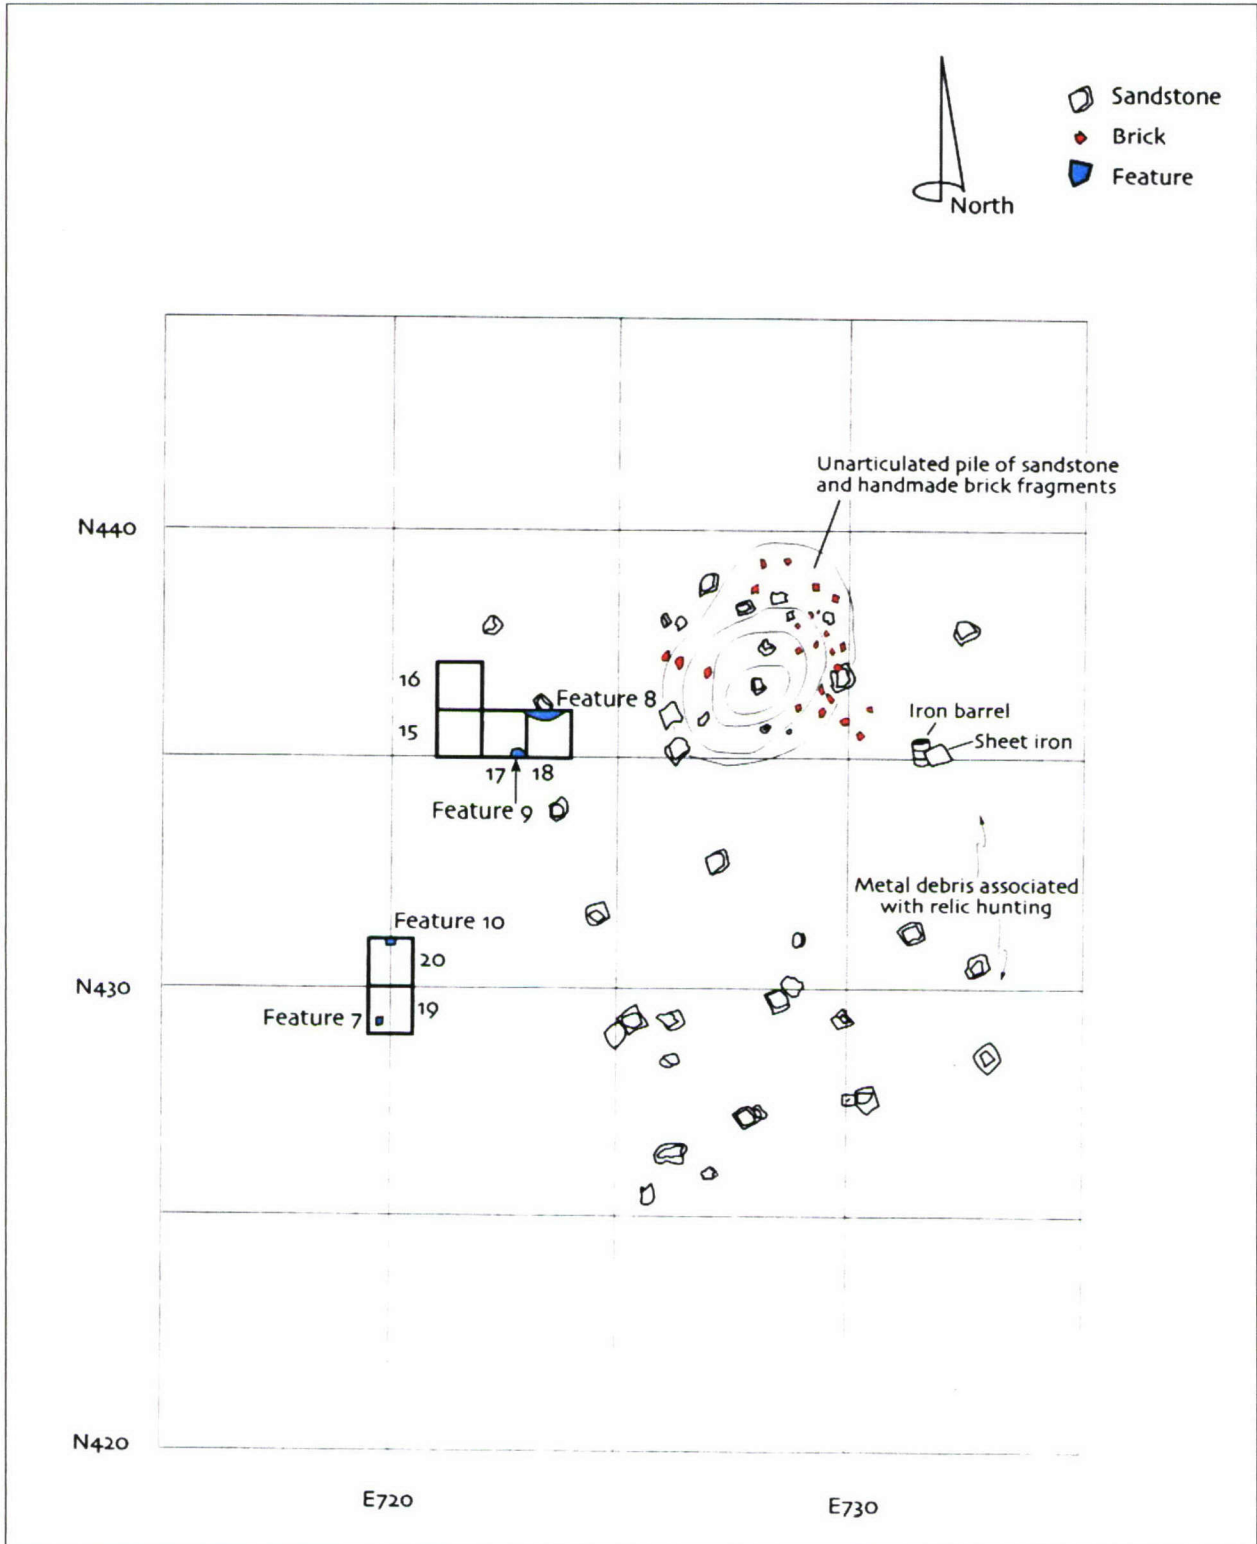 Sandstone
Brick
Feature
North
Unarticulated pile of sandstone
and handmade brick fragments
N440
16
Feature 8
15
Iron barrel
Sheet iron
17 18
Feature 9
Metal debris associated
with relic hunting
Feature 10
20
N430
19
Feature 7
N420
E720
E730